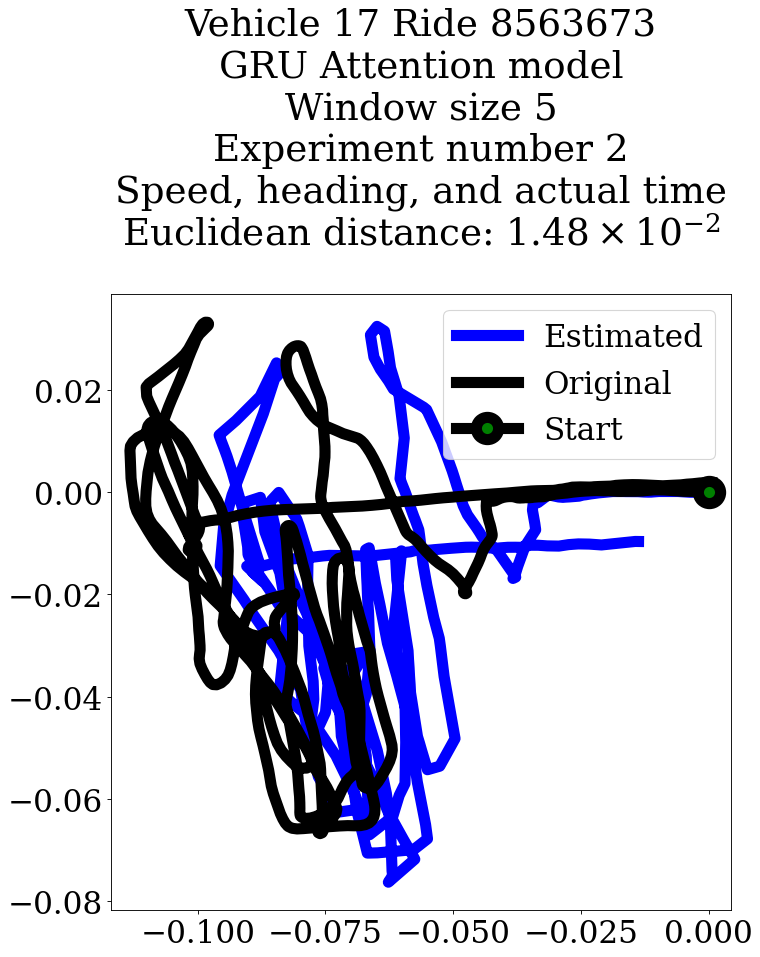 Vehicle 17 Ride 8563673
GRU Attention model
Window size 5
Experiment number 2
Speed, heading, and actual time
Euclidean distance: 1.48 × 10⁻²
Estimated
Original
Start
0.02
0.00
−0.02
−0.04
−0.06
−0.08
−0.100 −0.075 −0.050 −0.025 0.000